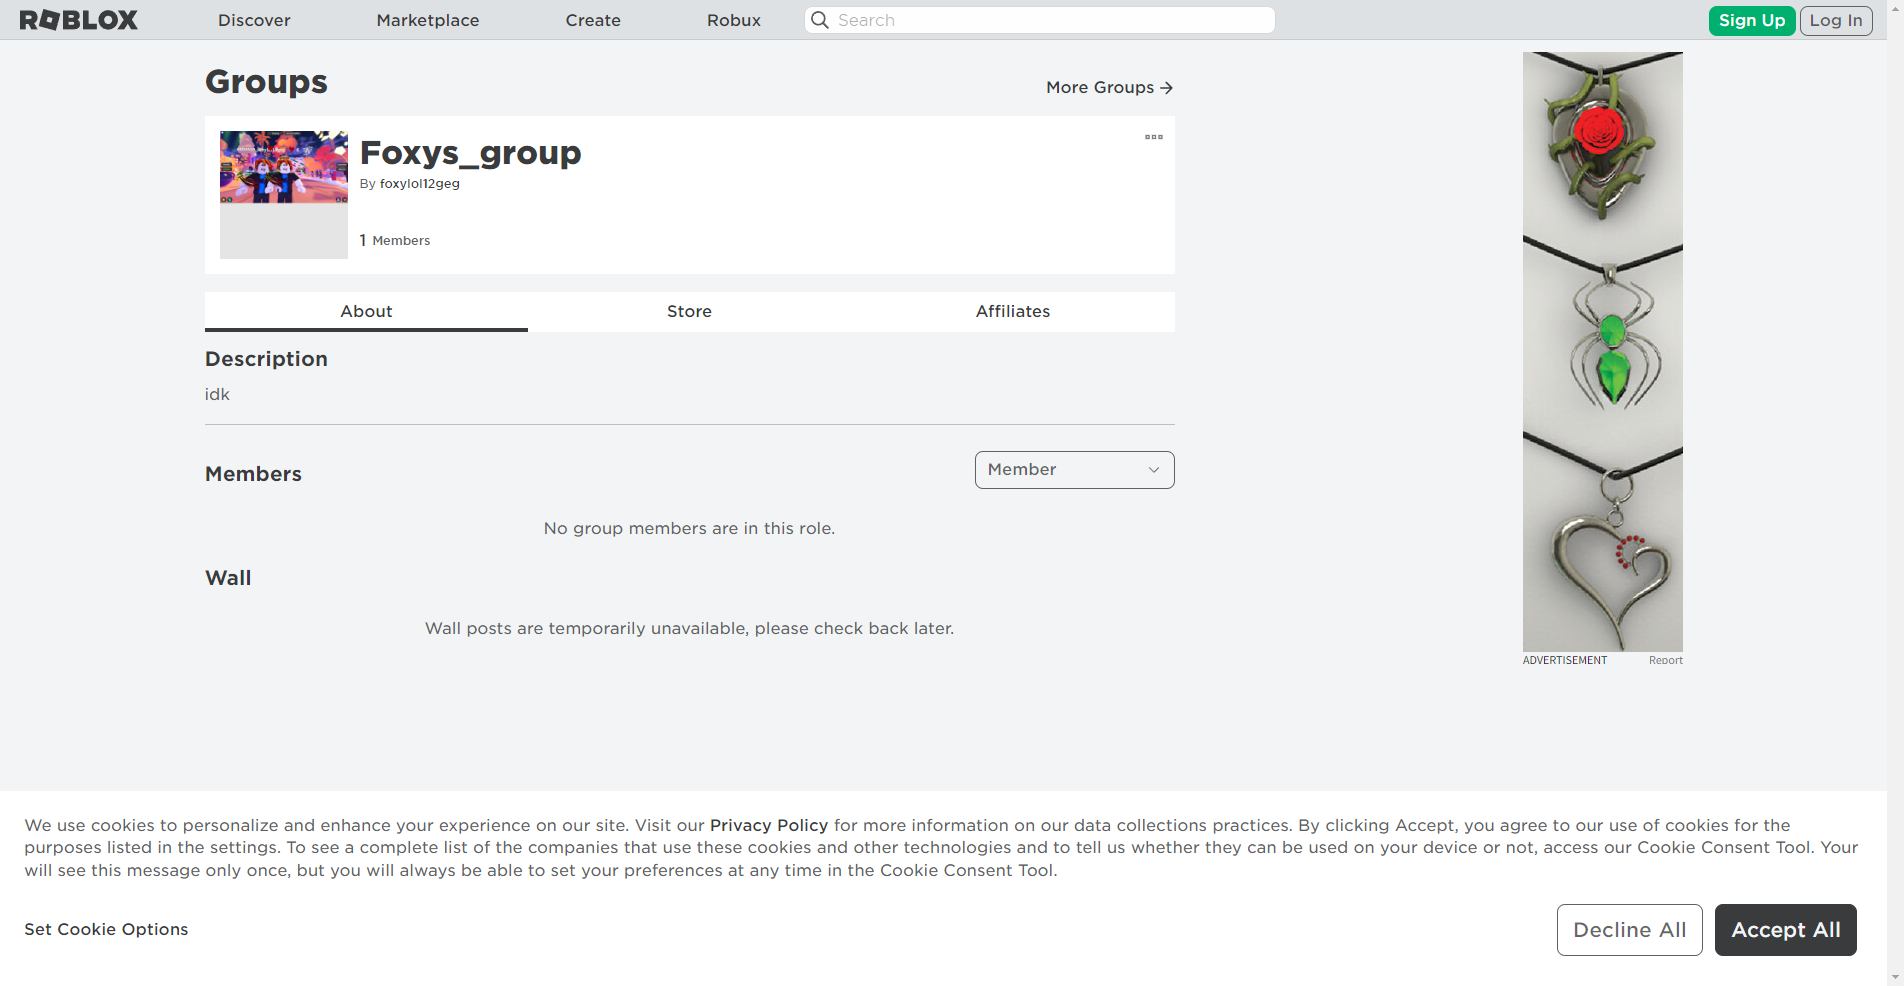 ROBLOX
Discover
Marketplace
Create
Robux
Search
Sign Up
Log In
Groups
More Groups
Foxys_group
By foxylol12geg
1 Members
About
Store
Affiliates
Description
idk
Members
Member
No group members are in this role.
Wall
Wall posts are temporarily unavailable, please check back later.
ADVERTISEMENT
Report
We use cookies to personalize and enhance your experience on our site. Visit our Privacy Policy for more information on our data collections practices. By clicking Accept, you agree to our use of cookies for the
purposes listed in the settings. To see a complete list of the companies that use these cookies and other technologies and to tell us whether they can be used on your device or not, access our Cookie Consent Tool. Your
will see this message only once, but you will always be able to set your preferences at any time in the Cookie Consent Tool.
Set Cookie Options
Decline All
Accept All